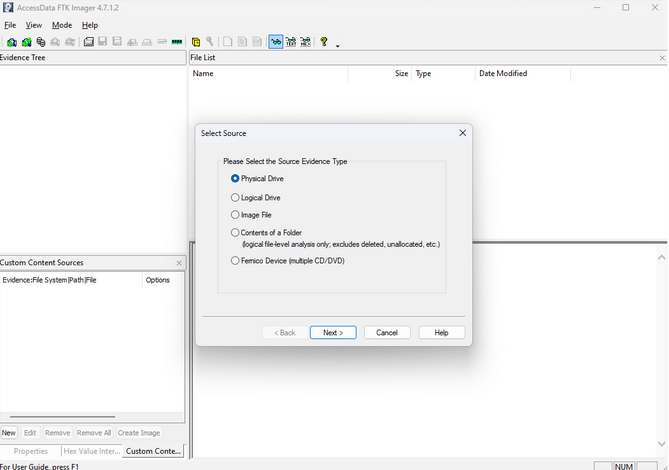 AccessData FTK Imager 4.7.1.2
File View Mode Help
Evidence Tree
File List
Name Size Type Date Modified
Select Source
Please Select the Source Evidence Type
Physical Drive
Logical Drive
Image File
Contents of a Folder
(logical file-level analysis only; excludes deleted, unallocated, etc.)
Fernico Device (multiple CD/DVD)
< Back Next > Cancel Help
Custom Content Sources
Evidence:File System|Path|File Options
New Edit Remove Remove All Create Image
Properties Hex Value Inter... Custom Conte...
For User Guide, press F1
NUM